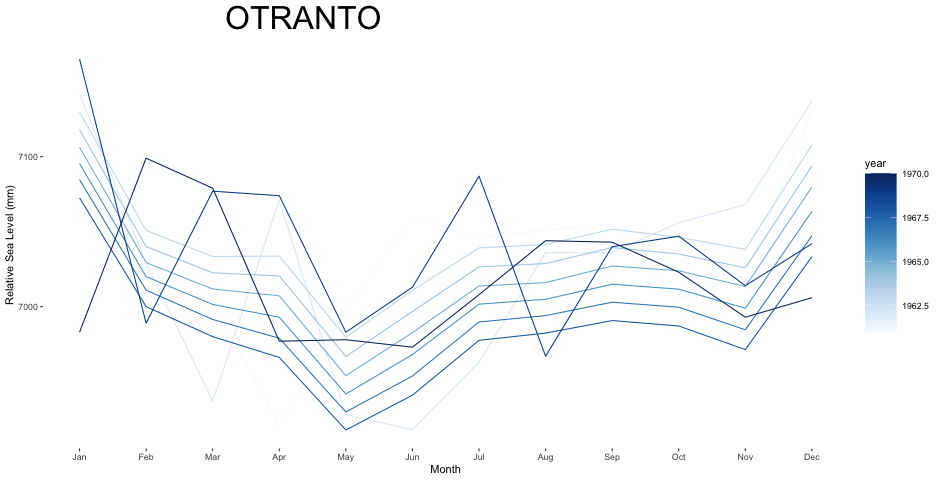 OTRANTO
Relative Sea Level (mm)
7100
7000
Jan Feb Mar Apr May Jun Jul Aug Sep Oct Nov Dec
Month
year
1970.0
1967.5
1965.0
1962.5